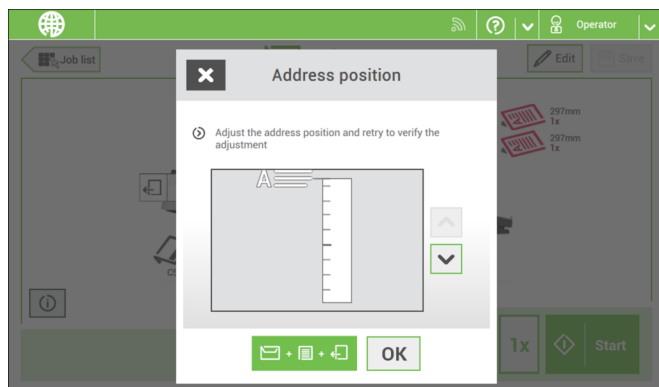 Operator
Job list
Edit
Save
Address position
297mm
1x
297mm
1x
Adjust the address position and retry to verify the
adjustment
A
OK
1x
Start